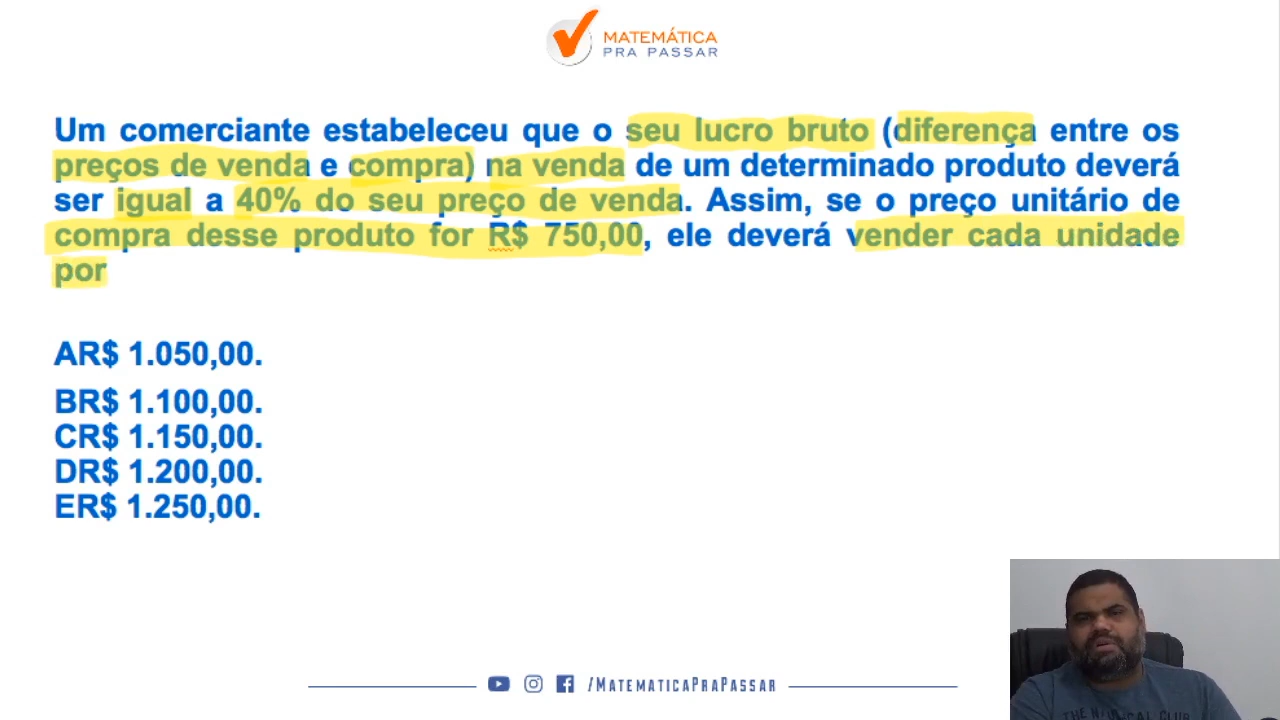 MATEMÁTICA
PRA PASSAR
Um comerciante estabeleceu que o seu lucro bruto (diferença entre os
preços de venda e compra) na venda de um determinado produto deverá
ser igual a 40% do seu preço de venda. Assim, se o preço unitário de
compra desse produto for R$ 750,00, ele deverá vender cada unidade
por
AR$ 1.050,00.
BR$ 1.100,00.
CR$ 1.150,00.
DR$ 1.200,00.
ER$ 1.250,00.
/MATEMATICAPRAPASSAR